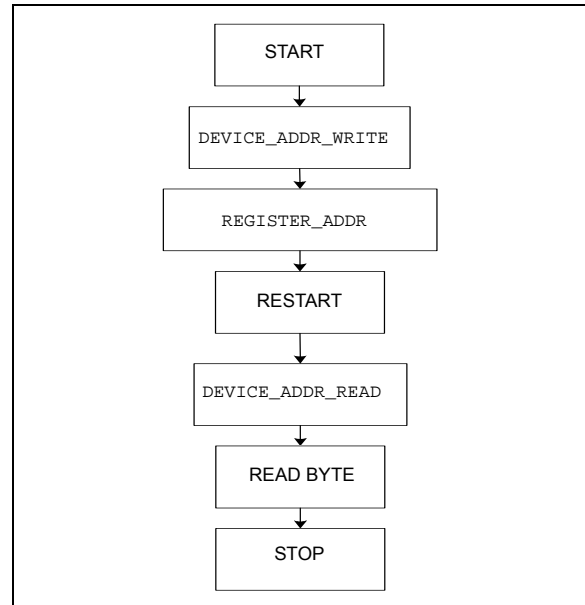 START
DEVICE_ADDR_WRITE
REGISTER_ADDR
RESTART
DEVICE_ADDR_READ
READ BYTE
STOP